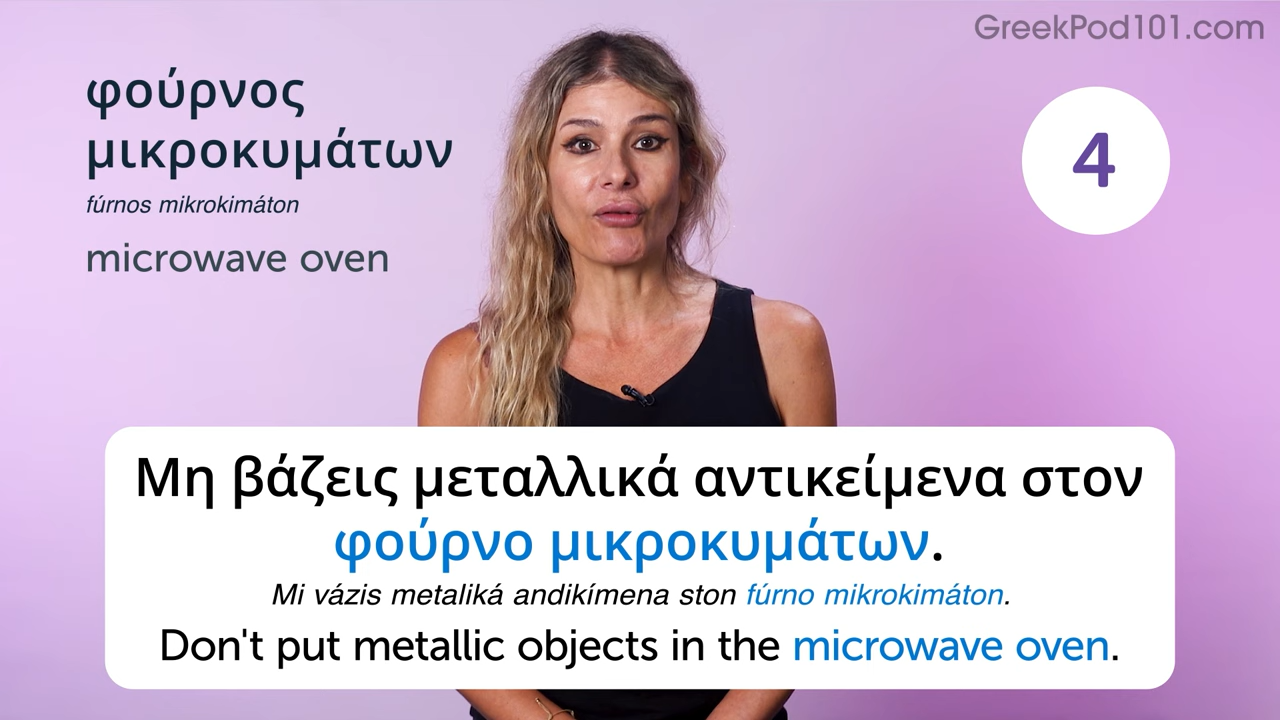 GreekPod101.com
φούρνος
μικροκυμάτων
fúrnos mikrokimáton
microwave oven
4
Μη βάζεις μεταλλικά αντικείμενα στον
φούρνο μικροκυμάτων.
Mi vázis metaliká andikímena ston fúrno mikrokimáton.
Don't put metallic objects in the microwave oven.